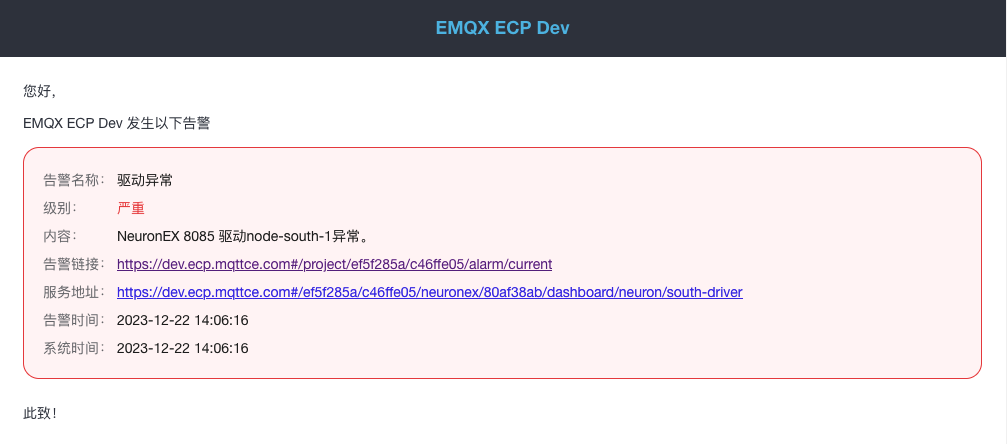 EMQX ECP Dev
您好，
EMQX ECP Dev 发生以下告警
告警名称： 驱动异常
级别： 严重
内容： NeuronEX 8085 驱动node-south-1异常。
告警链接： https://dev.ecp.mqttce.com#/project/ef5f285a/c46ffe05/alarm/current
服务地址： https://dev.ecp.mqttce.com#/ef5f285a/c46ffe05/neuronex/80af38ab/dashboard/neuron/south-driver
告警时间： 2023-12-22 14:06:16
系统时间： 2023-12-22 14:06:16
此致！